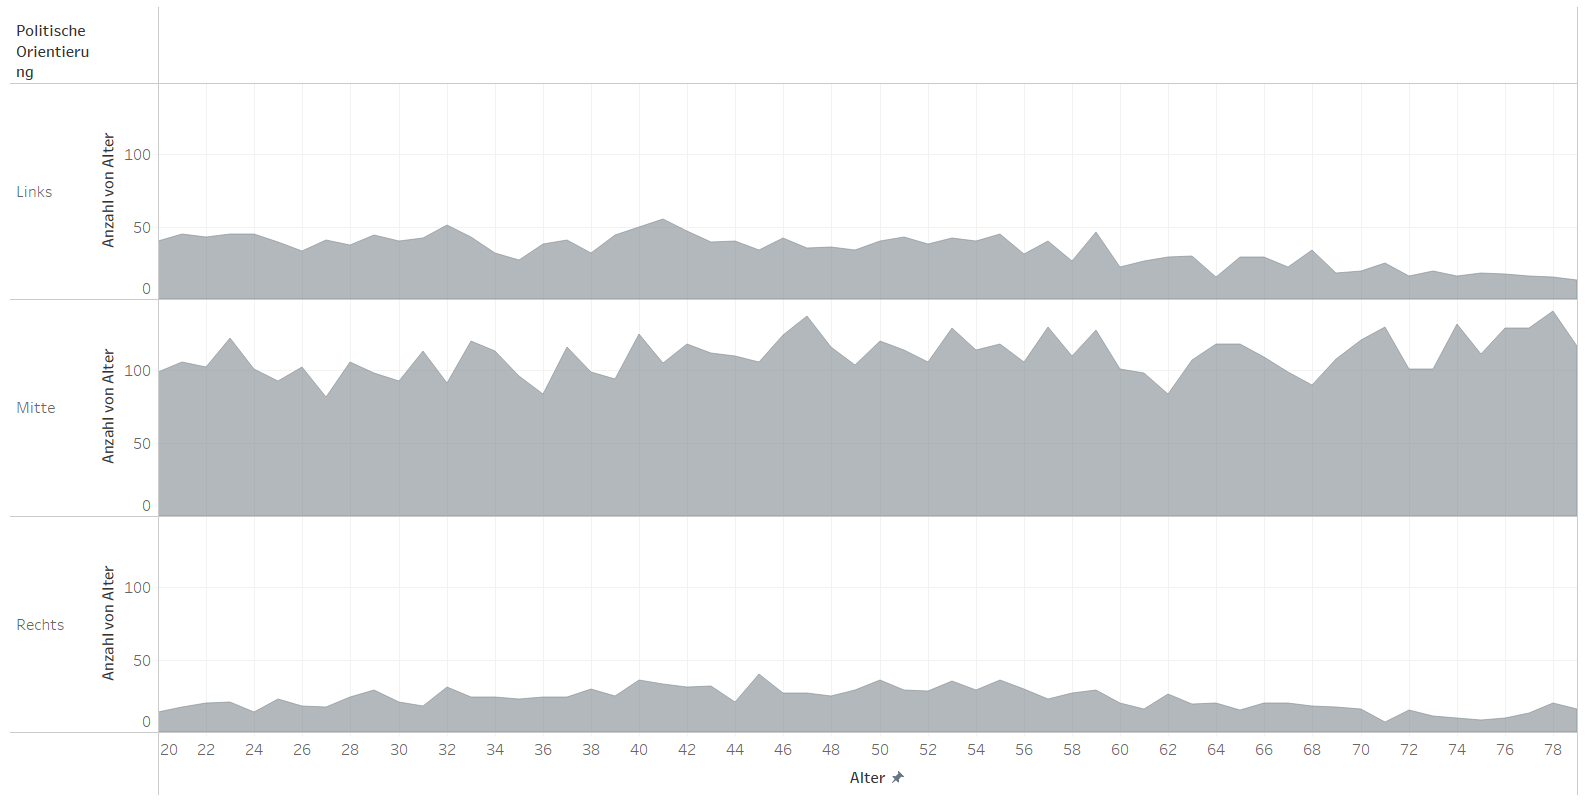 Politische
Orientieru
ng
Links
Anzahl von Alter
100
50
0
Mitte
Anzahl von Alter
100
50
0
Rechts
Anzahl von Alter
100
50
0
20 22 24 26 28 30 32 34 36 38 40 42 44 46 48 50 52 54 56 58 60 62 64 66 68 70 72 74 76 78
Alter